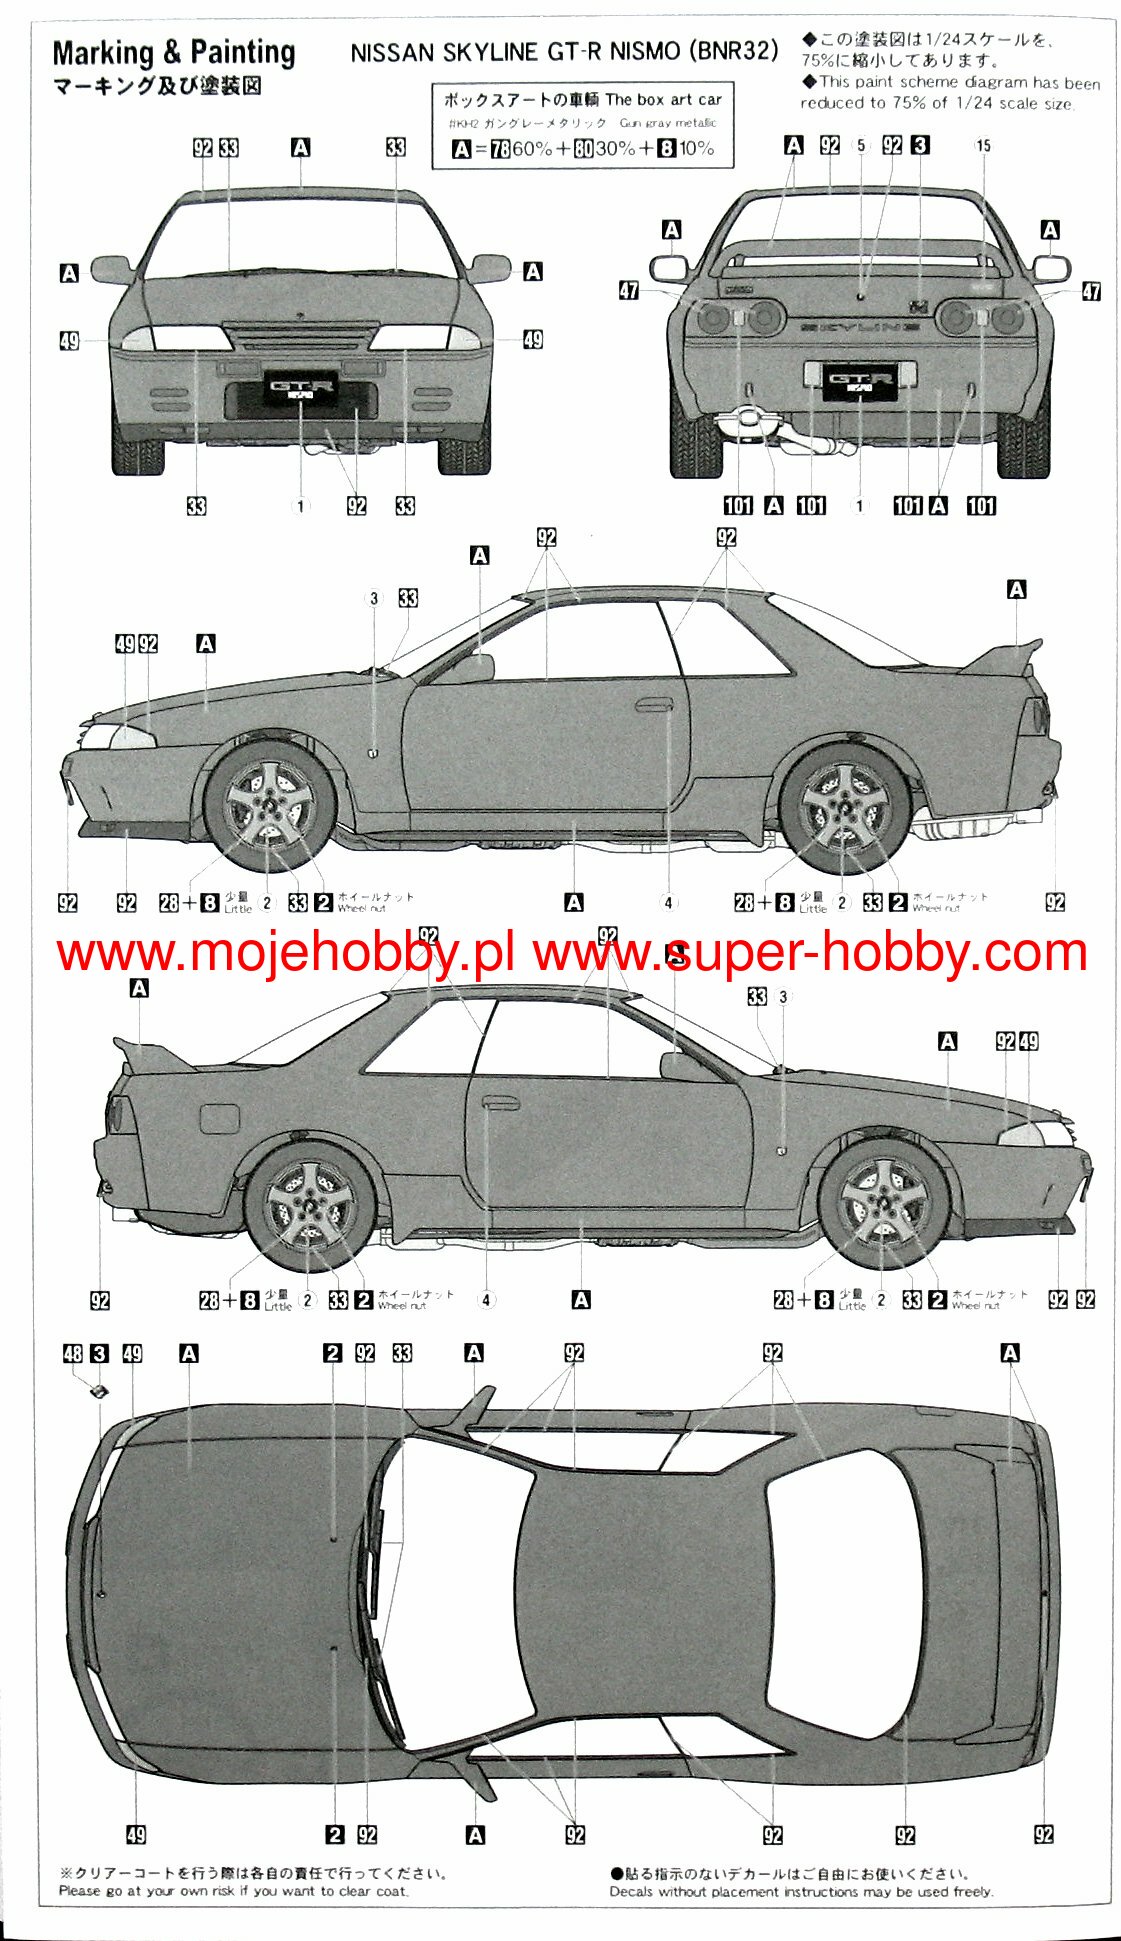 Marking & Painting
マーキング及び塗装図
NISSAN SKYLINE GT-R NISMO (BNR32)
◆この塗装図は1/24スケールを、
75%に縮小してあります。
◆This paint scheme diagram has been
reduced to 75% of 1/24 scale size.
ボックスアートの車輌 The box art car
#KH2 ガングレーメタリック Gun gray metallic
A=78 60%+80 30%+8 10%
92 33 A 33
A 92 5 92 3 15
A A
A A
47 47
49 49
GT-R
NISMO
SKYLINE
GT-R
NISMO
33 1 92 33
101 A 101 1 101 A 101
92 92
A
3 33
A
49 92 A
92 92 28+8 少量 Little 2 33 2 ホイールナット Wheel nut A 4 28+8 少量 Little 2 33 2 ホイールナット Wheel nut 92
www.mojehobby.pl www.super-hobby.com
92 92 A
A 33 3
A 92 49
92 28+8 少量 Little 2 33 2 ホイールナット Wheel nut 4 A 28+8 少量 Little 2 33 2 ホイールナット Wheel nut 92 92
48 3 49 A 2 92 33 A 92 92 A
49 2 92 A 92 92 92 92
※クリアーコートを行う際は各自の責任で行ってください。
Please go at your own risk if you want to clear coat.
●貼る指示のないデカールはご自由にお使いください。
Decals without placement instructions may be used freely.